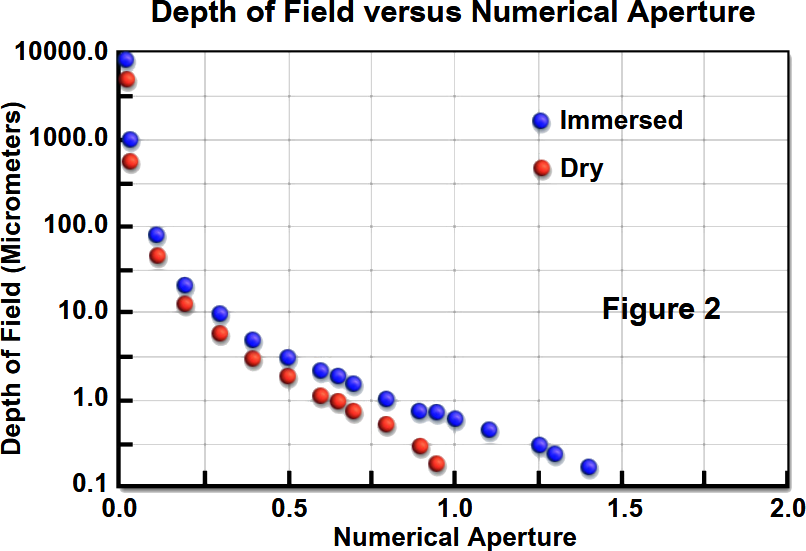 Depth of Field versus Numerical Aperture
Depth of Field (Micrometers)
10000.0
1000.0
100.0
10.0
1.0
0.1
Immersed
Dry
Figure 2
0.0 0.5 1.0 1.5 2.0
Numerical Aperture